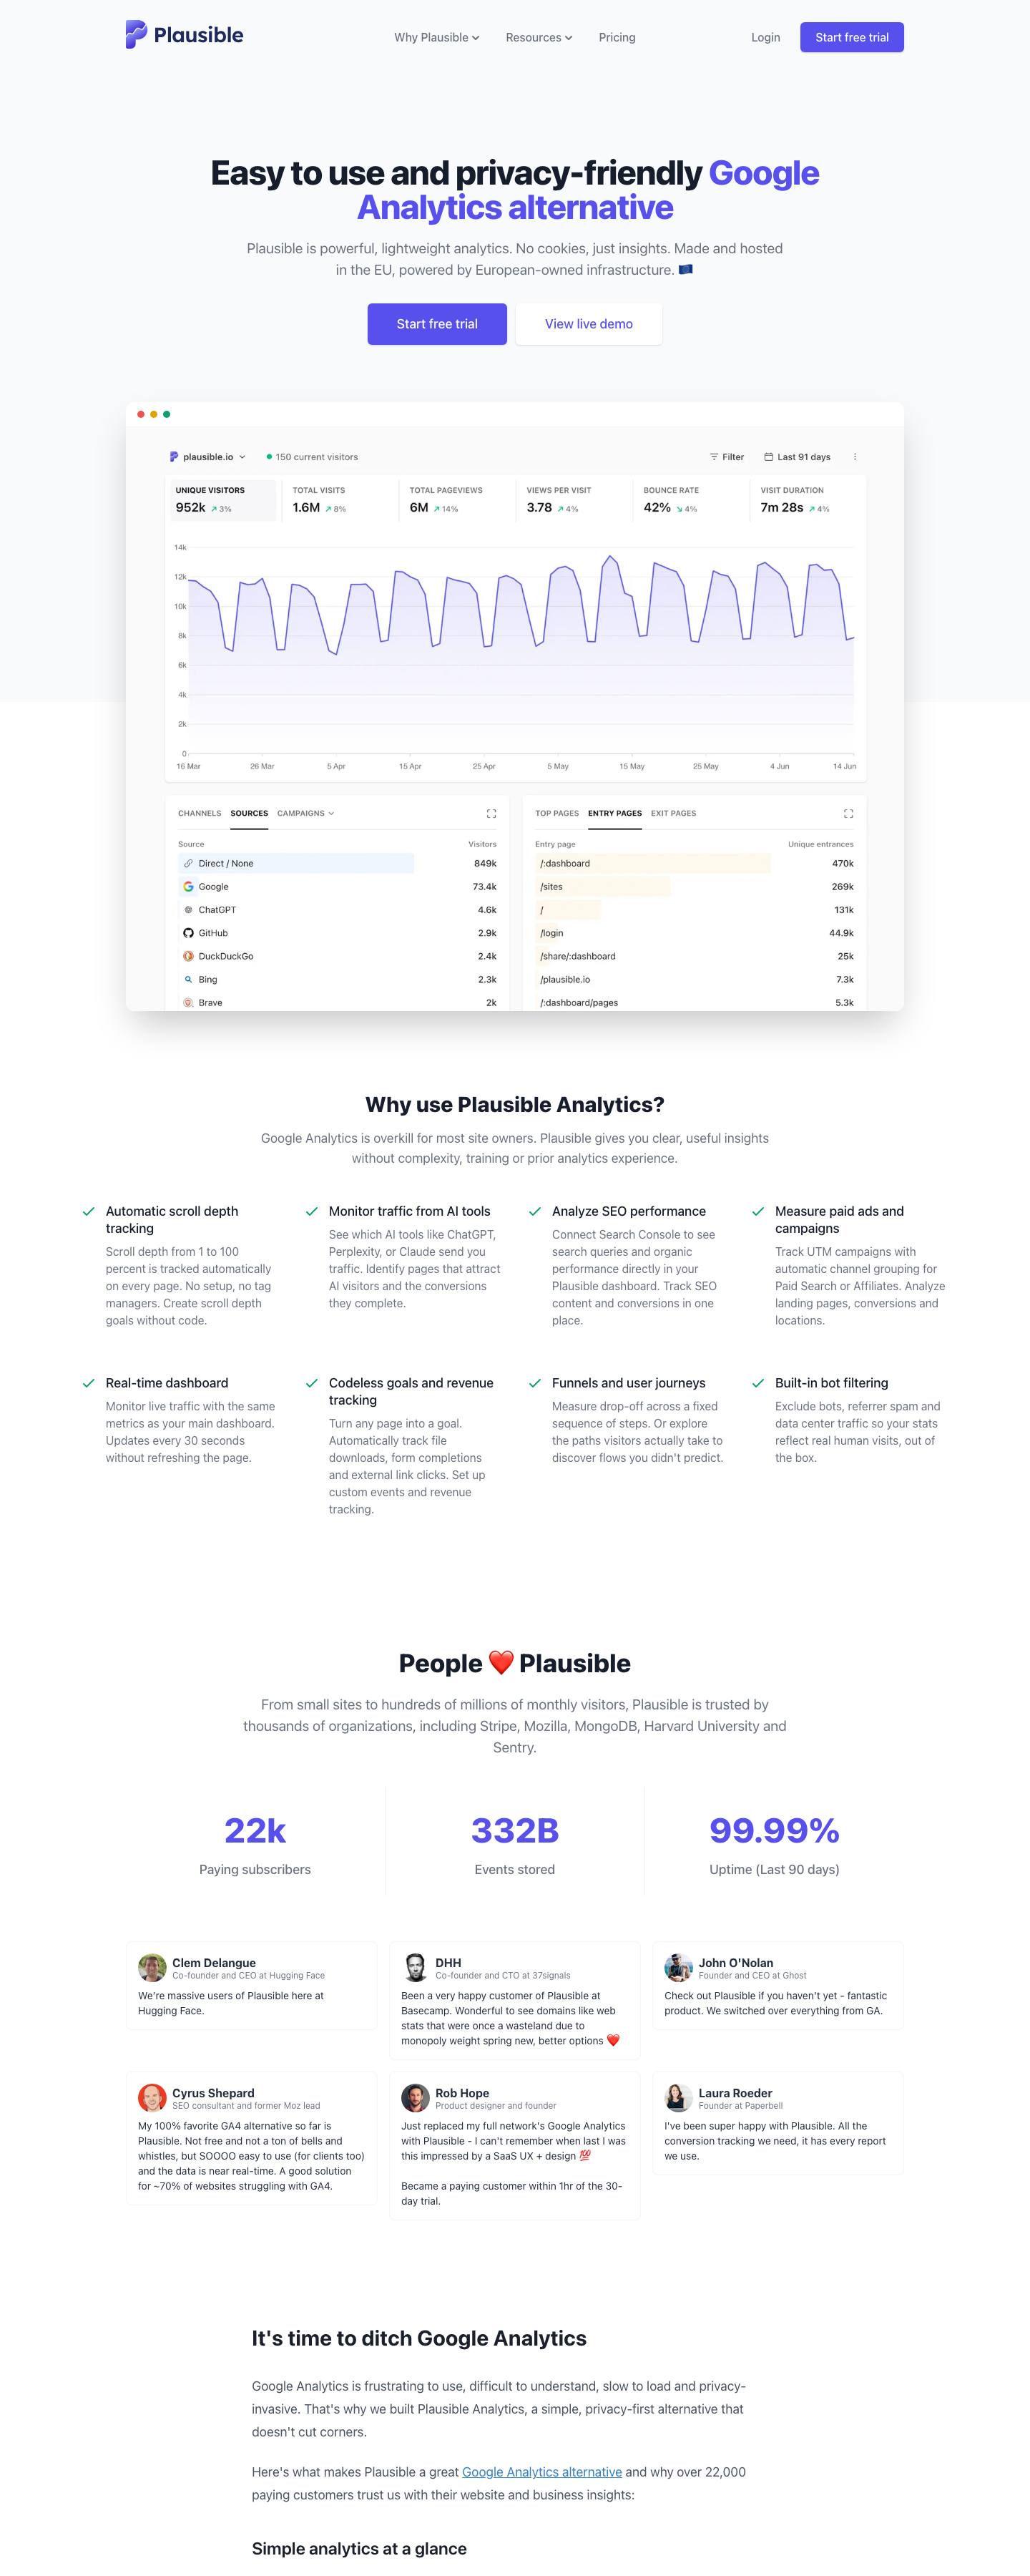 Plausible
Why Plausible
Resources
Pricing
Login
Start free trial
Easy to use and privacy-friendly Google
Analytics alternative
Plausible is powerful, lightweight analytics. No cookies, just insights. Made and hosted
in the EU, powered by European-owned infrastructure. 🇪🇺
Start free trial
View live demo
plausible.io
150 current visitors
Filter
Last 91 days
UNIQUE VISITORS
952k ↗ 3%
TOTAL VISITS
1.6M ↗ 8%
TOTAL PAGEVIEWS
6M ↗ 14%
VIEWS PER VISIT
3.78 ↗ 4%
BOUNCE RATE
42% ↘ 4%
VISIT DURATION
7m 28s ↗ 4%
14k
12k
10k
8k
6k
4k
2k
0
16 Mar
26 Mar
5 Apr
15 Apr
25 Apr
5 May
15 May
25 May
4 Jun
14 Jun
CHANNELS SOURCES CAMPAIGNS
Source Visitors
Direct / None 849k
Google 73.4k
ChatGPT 4.6k
GitHub 2.9k
DuckDuckGo 2.4k
Bing 2.3k
Brave 2k
TOP PAGES ENTRY PAGES EXIT PAGES
Entry page Unique entrances
/:dashboard 470k
/sites 269k
/ 131k
/login 44.9k
/share/:dashboard 25k
/plausible.io 7.3k
/:dashboard/pages 5.3k
Why use Plausible Analytics?
Google Analytics is overkill for most site owners. Plausible gives you clear, useful insights
without complexity, training or prior analytics experience.
Automatic scroll depth
tracking
Scroll depth from 1 to 100
percent is tracked automatically
on every page. No setup, no tag
managers. Create scroll depth
goals without code.
Monitor traffic from AI tools
See which AI tools like ChatGPT,
Perplexity, or Claude send you
traffic. Identify pages that attract
AI visitors and the conversions
they complete.
Analyze SEO performance
Connect Search Console to see
search queries and organic
performance directly in your
Plausible dashboard. Track SEO
content and conversions in one
place.
Measure paid ads and
campaigns
Track UTM campaigns with
automatic channel grouping for
Paid Search or Affiliates. Analyze
landing pages, conversions and
locations.
Real-time dashboard
Monitor live traffic with the same
metrics as your main dashboard.
Updates every 30 seconds
without refreshing the page.
Codeless goals and revenue
tracking
Turn any page into a goal.
Automatically track file
downloads, form completions
and external link clicks. Set up
custom events and revenue
tracking.
Funnels and user journeys
Measure drop-off across a fixed
sequence of steps. Or explore
the paths visitors actually take to
discover flows you didn't predict.
Built-in bot filtering
Exclude bots, referrer spam and
data center traffic so your stats
reflect real human visits, out of
the box.
People ❤️ Plausible
From small sites to hundreds of millions of monthly visitors, Plausible is trusted by
thousands of organizations, including Stripe, Mozilla, MongoDB, Harvard University and
Sentry.
22k
Paying subscribers
332B
Events stored
99.99%
Uptime (Last 90 days)
Clem Delangue
Co-founder and CEO at Hugging Face
We're massive users of Plausible here at
Hugging Face.
DHH
Co-founder and CTO at 37signals
Been a very happy customer of Plausible at
Basecamp. Wonderful to see domains like web
stats that were once a wasteland due to
monopoly weight spring new, better options ❤️
John O'Nolan
Founder and CEO at Ghost
Check out Plausible if you haven't yet - fantastic
product. We switched over everything from GA.
Cyrus Shepard
SEO consultant and former Moz lead
My 100% favorite GA4 alternative so far is
Plausible. Not free and not a ton of bells and
whistles, but SOOOO easy to use (for clients too)
and the data is near real-time. A good solution
for ~70% of websites struggling with GA4.
Rob Hope
Product designer and founder
Just replaced my full network's Google Analytics
with Plausible - I can't remember when last I was
this impressed by a SaaS UX + design 💯
Became a paying customer within 1hr of the 30-
day trial.
Laura Roeder
Founder at Paperbell
I've been super happy with Plausible. All the
conversion tracking we need, it has every report
we use.
It's time to ditch Google Analytics
Google Analytics is frustrating to use, difficult to understand, slow to load and privacy-
invasive. That's why we built Plausible Analytics, a simple, privacy-first alternative that
doesn't cut corners.
Here's what makes Plausible a great Google Analytics alternative and why over 22,000
paying customers trust us with their website and business insights:
Simple analytics at a glance